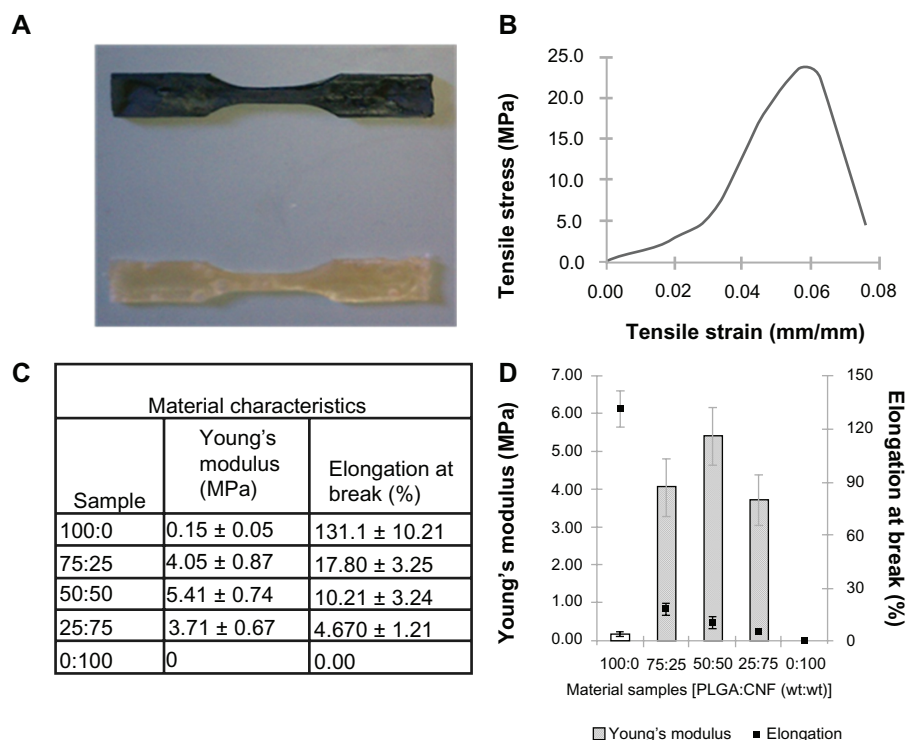 A
B
25.0
20.0
15.0
10.0
5.0
0.0
Tensile stress (MPa)
0.00 0.02 0.04 0.06 0.08
Tensile strain (mm/mm)
C
Material characteristics
Sample Young's modulus (MPa) Elongation at break (%)
100:0 0.15 ± 0.05 131.1 ± 10.21
75:25 4.05 ± 0.87 17.80 ± 3.25
50:50 5.41 ± 0.74 10.21 ± 3.24
25:75 3.71 ± 0.67 4.670 ± 1.21
0:100 0 0.00
D
7.00
6.00
5.00
4.00
3.00
2.00
1.00
0.00
Young's modulus (MPa)
150
120
90
60
30
0
Elongation at break (%)
100:0 75:25 50:50 25:75 0:100
Material samples [PLGA:CNF (wt:wt)]
Young's modulus Elongation